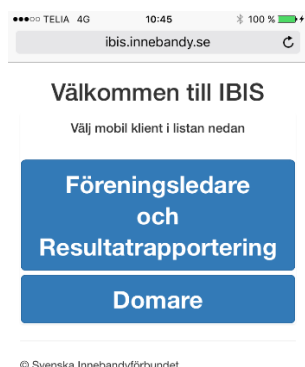 TELIA 4G 10:45 100 %
ibis.innebandy.se
Välkommen till IBIS
Välj mobil klient i listan nedan
Föreningsledare
och
Resultatrapportering
Domare
© Svenska Innebandyförbundet